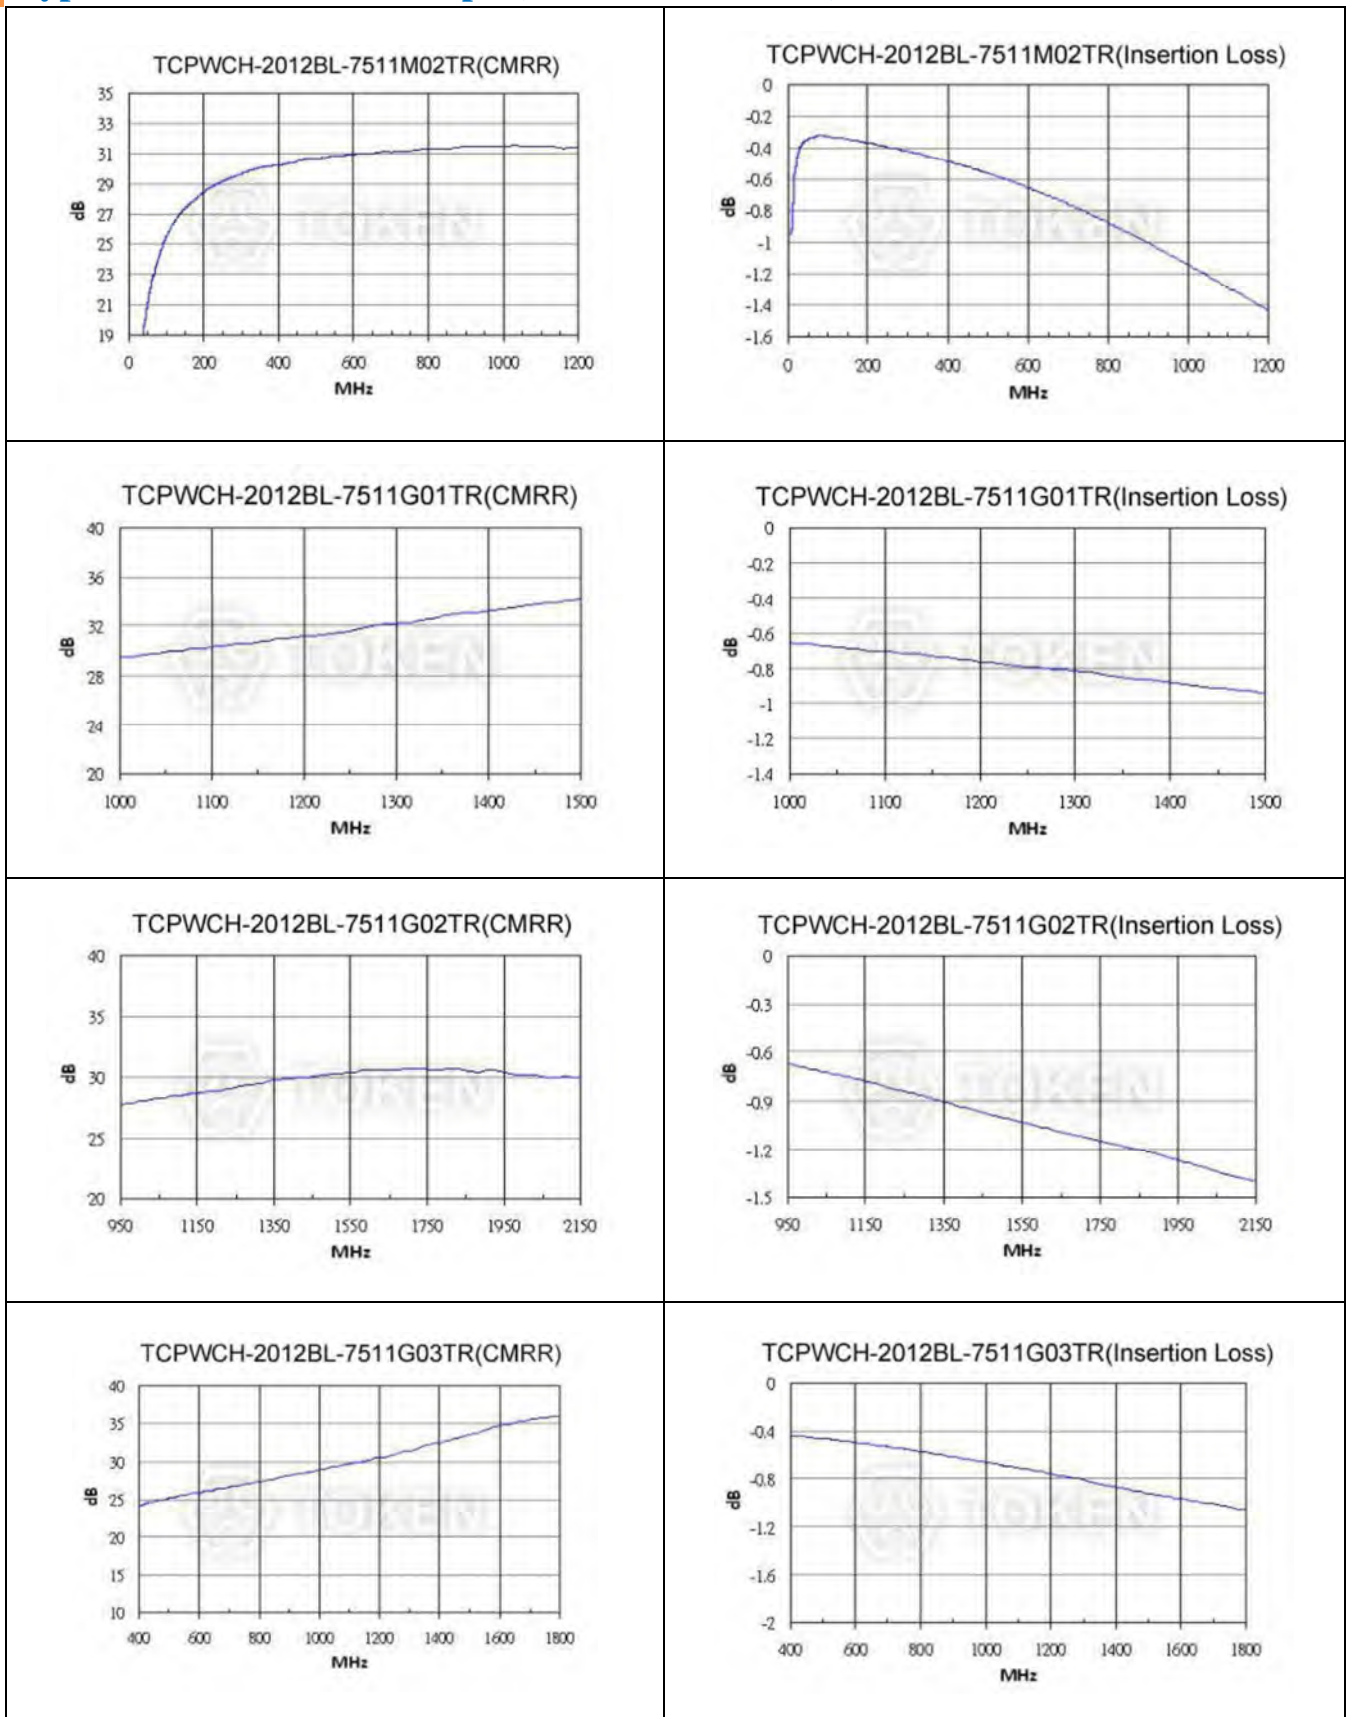 TCPWCH-2012BL-7511M02TR(CMRR)
35
33
31
29
27
25
23
21
19
dB
0 200 400 600 800 1000 1200
MHz
TOKEN
TCPWCH-2012BL-7511M02TR(Insertion Loss)
0
-0.2
-0.4
-0.6
-0.8
-1
-1.2
-1.4
-1.6
dB
0 200 400 600 800 1000 1200
MHz
TOKEN
TCPWCH-2012BL-7511G01TR(CMRR)
40
36
32
28
24
20
dB
1000 1100 1200 1300 1400 1500
MHz
TOKEN
TCPWCH-2012BL-7511G01TR(Insertion Loss)
0
-0.2
-0.4
-0.6
-0.8
-1
-1.2
-1.4
dB
1000 1100 1200 1300 1400 1500
MHz
TOKEN
TCPWCH-2012BL-7511G02TR(CMRR)
40
35
30
25
20
dB
950 1150 1350 1550 1750 1950 2150
MHz
TOKEN
TCPWCH-2012BL-7511G02TR(Insertion Loss)
0
-0.3
-0.6
-0.9
-1.2
-1.5
dB
950 1150 1350 1550 1750 1950 2150
MHz
TOKEN
TCPWCH-2012BL-7511G03TR(CMRR)
40
35
30
25
20
15
10
dB
400 600 800 1000 1200 1400 1600 1800
MHz
TOKEN
TCPWCH-2012BL-7511G03TR(Insertion Loss)
0
-0.4
-0.8
-1.2
-1.6
-2
dB
400 600 800 1000 1200 1400 1600 1800
MHz
TOKEN